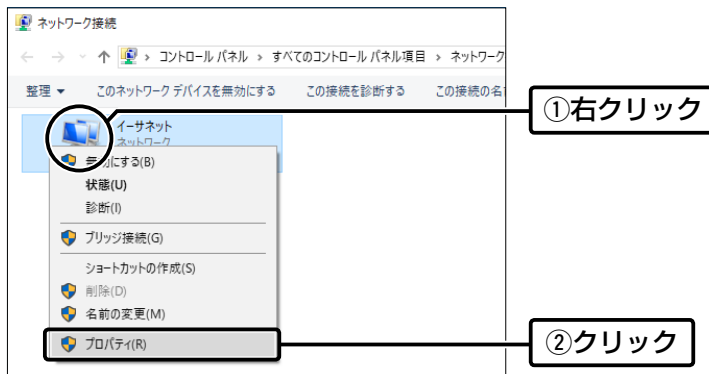 ネットワーク接続
コントロール パネル › すべてのコントロール パネル項目 › ネットワーク
整理 このネットワーク デバイスを無効にする この接続を診断する この接続の名
①右クリック
イーサネット
ネットワーク
無効にする(B)
状態(U)
診断(I)
ブリッジ接続(G)
ショートカットの作成(S)
削除(D)
名前の変更(M)
プロパティ(R)
②クリック